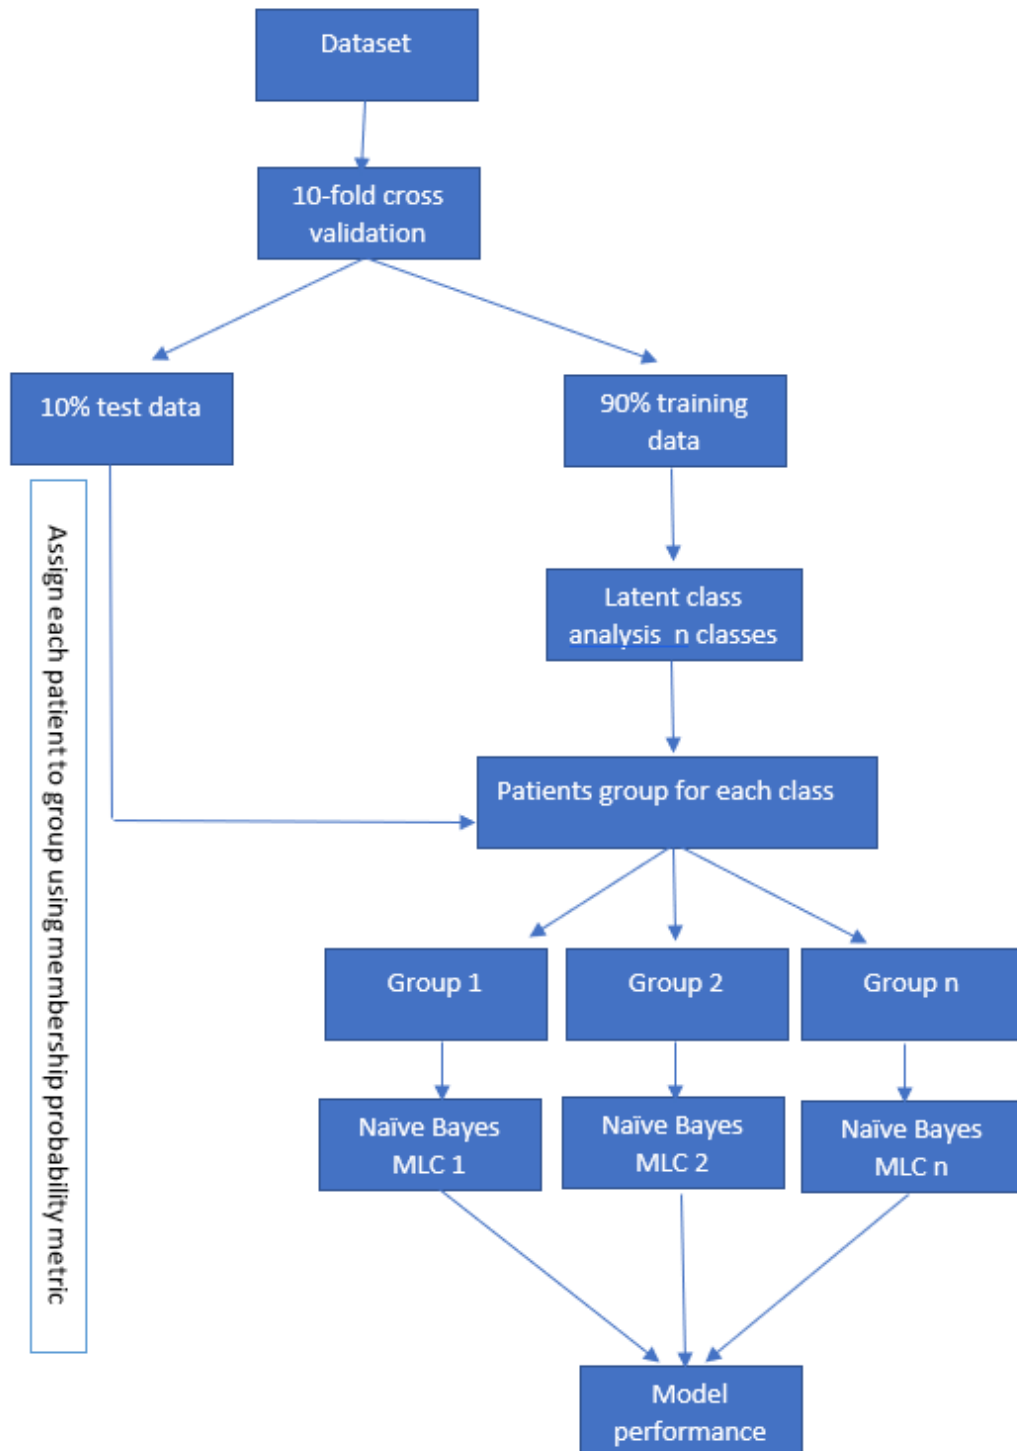 Dataset
10-fold cross
validation
10% test data
90% training
data
Assign each patient to group using membership probability metric
Latent class
analysis  n classes
Patients group for each class
Group 1
Group 2
Group n
Naïve Bayes
MLC 1
Naïve Bayes
MLC 2
Naïve Bayes
MLC n
Model
performance